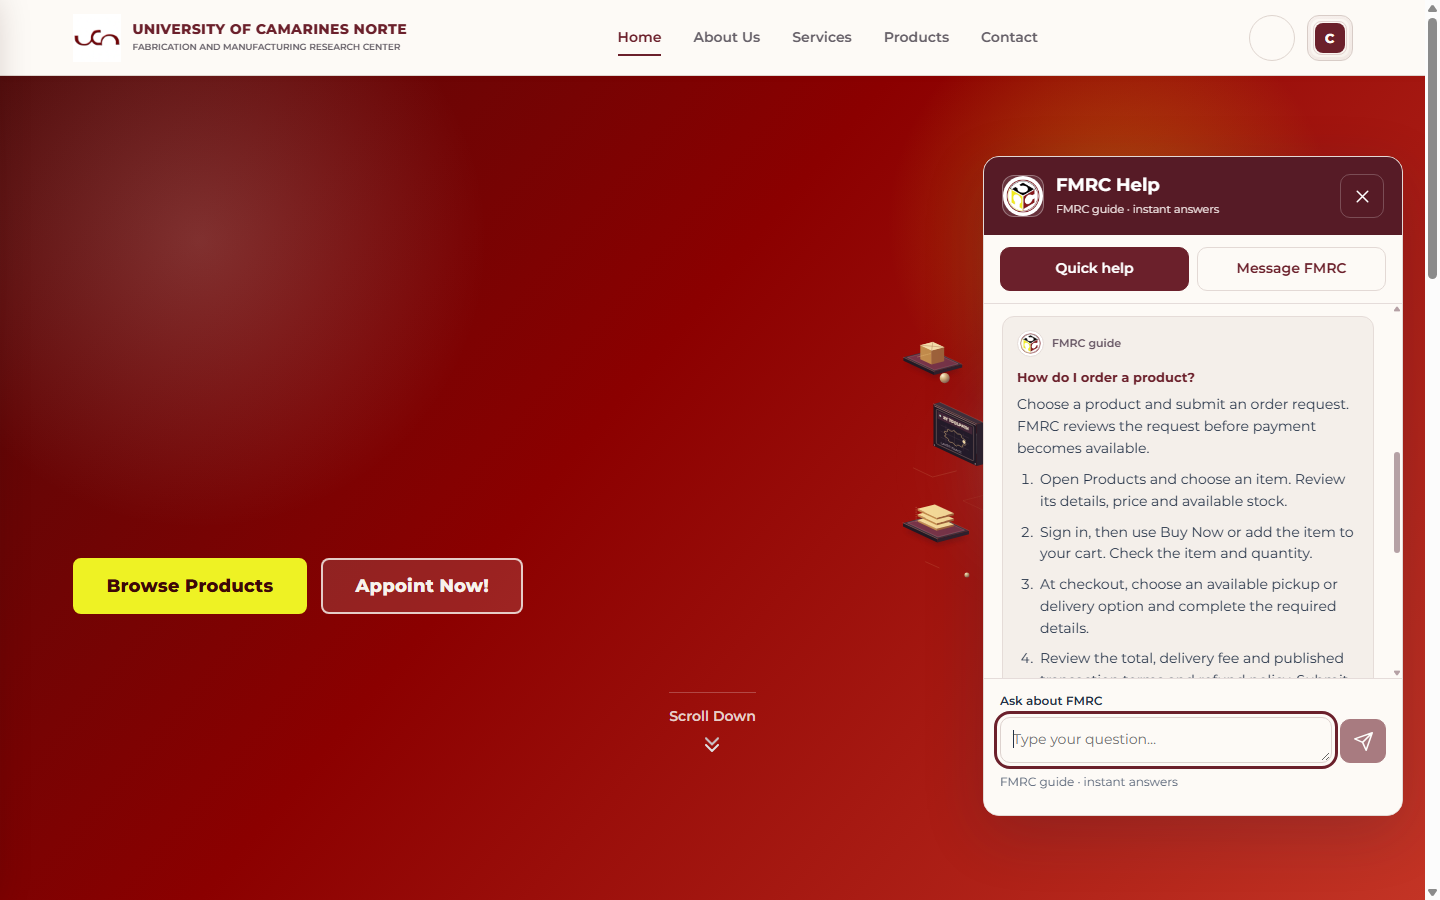 UNIVERSITY OF CAMARINES NORTE
FABRICATION AND MANUFACTURING RESEARCH CENTER
Home
About Us
Services
Products
Contact
C
FMRC Help
FMRC guide · instant answers
Quick help
Message FMRC
FMRC guide
How do I order a product?
Choose a product and submit an order request.
FMRC reviews the request before payment
becomes available.
1. Open Products and choose an item. Review
its details, price and available stock.
2. Sign in, then use Buy Now or add the item to
your cart. Check the item and quantity.
3. At checkout, choose an available pickup or
delivery option and complete the required
details.
4. Review the total, delivery fee and published
Browse Products
Appoint Now!
Scroll Down
Ask about FMRC
Type your question...
FMRC guide · instant answers